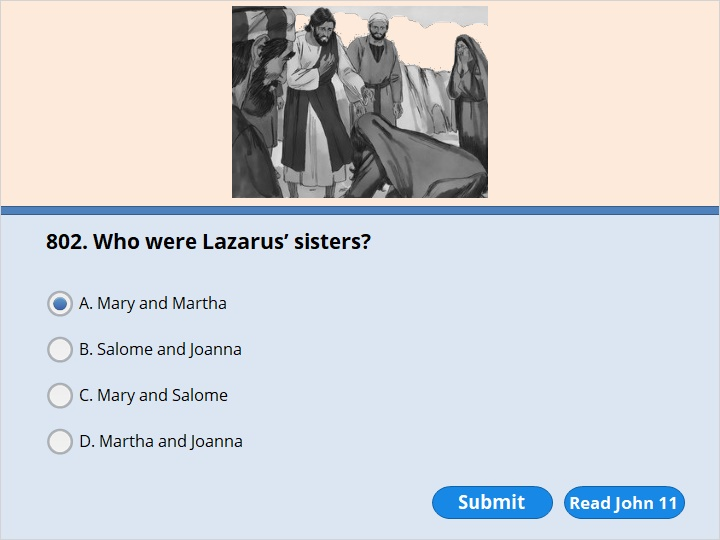 802. Who were Lazarus’ sisters?
A. Mary and Martha
B. Salome and Joanna
C. Mary and Salome
D. Martha and Joanna
Submit
Read John 11